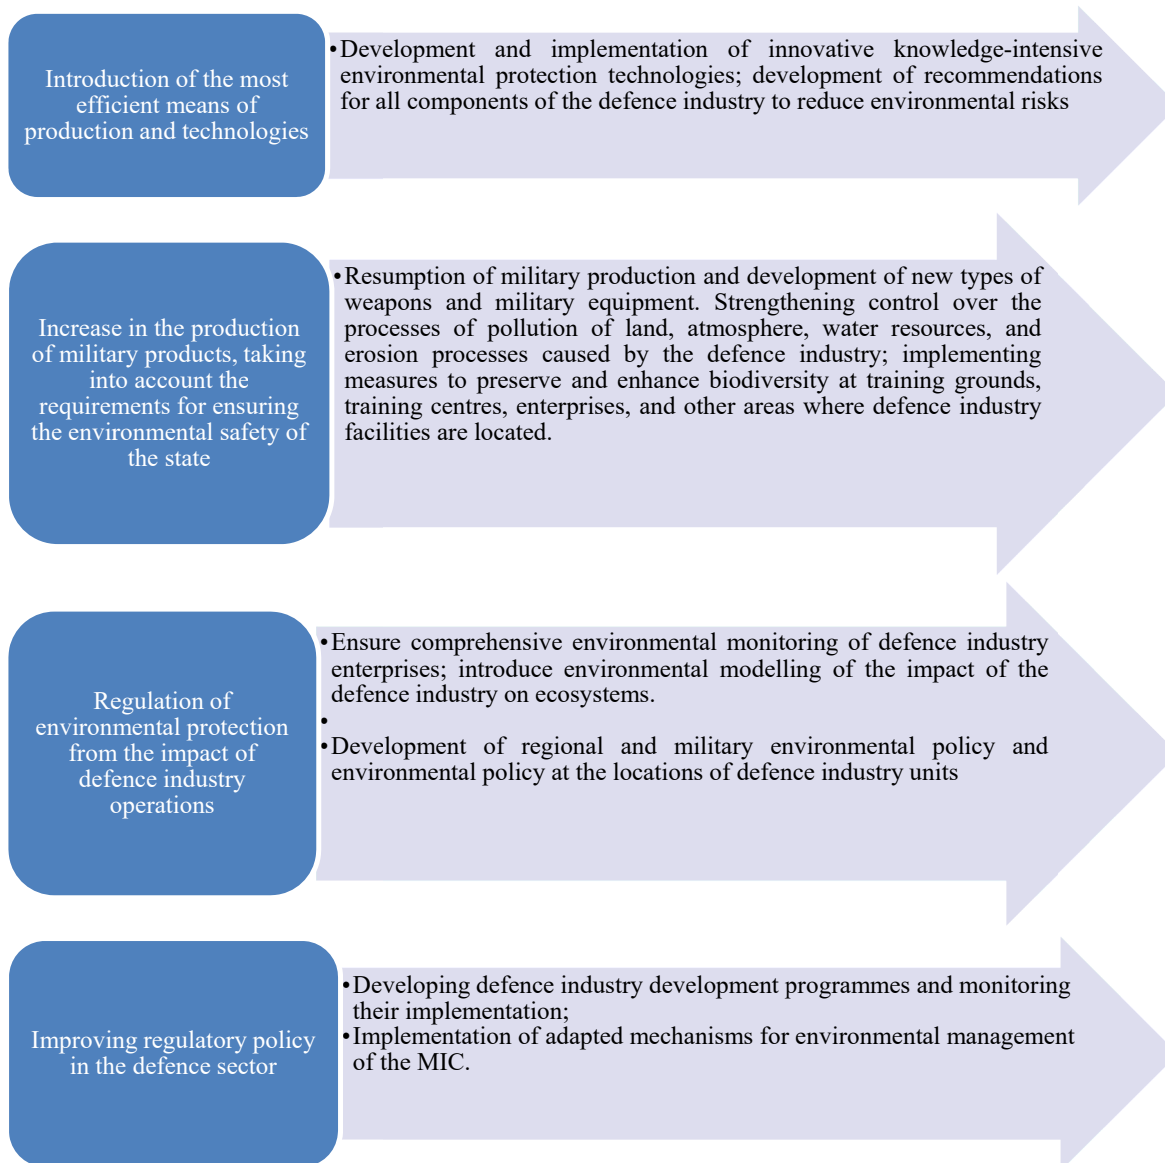 Introduction of the most
efficient means of
production and technologies
•Development and implementation of innovative knowledge-intensive
environmental protection technologies; development of recommendations
for all components of the defence industry to reduce environmental risks
Increase in the production
of military products, taking
into account the
requirements for ensuring
the environmental safety of
the state
•Resumption of military production and development of new types of
weapons and military equipment. Strengthening control over the
processes of pollution of land, atmosphere, water resources, and
erosion processes caused by the defence industry; implementing
measures to preserve and enhance biodiversity at training grounds,
training centres, enterprises, and other areas where defence industry
facilities are located.
Regulation of
environmental protection
from the impact of
defence industry
operations
•Ensure comprehensive environmental monitoring of defence industry
enterprises; introduce environmental modelling of the impact of the
defence industry on ecosystems.
•
•Development of regional and military environmental policy and
environmental policy at the locations of defence industry units
Improving regulatory policy
in the defence sector
•Developing defence industry development programmes and monitoring
their implementation;
•Implementation of adapted mechanisms for environmental management
of the MIC.